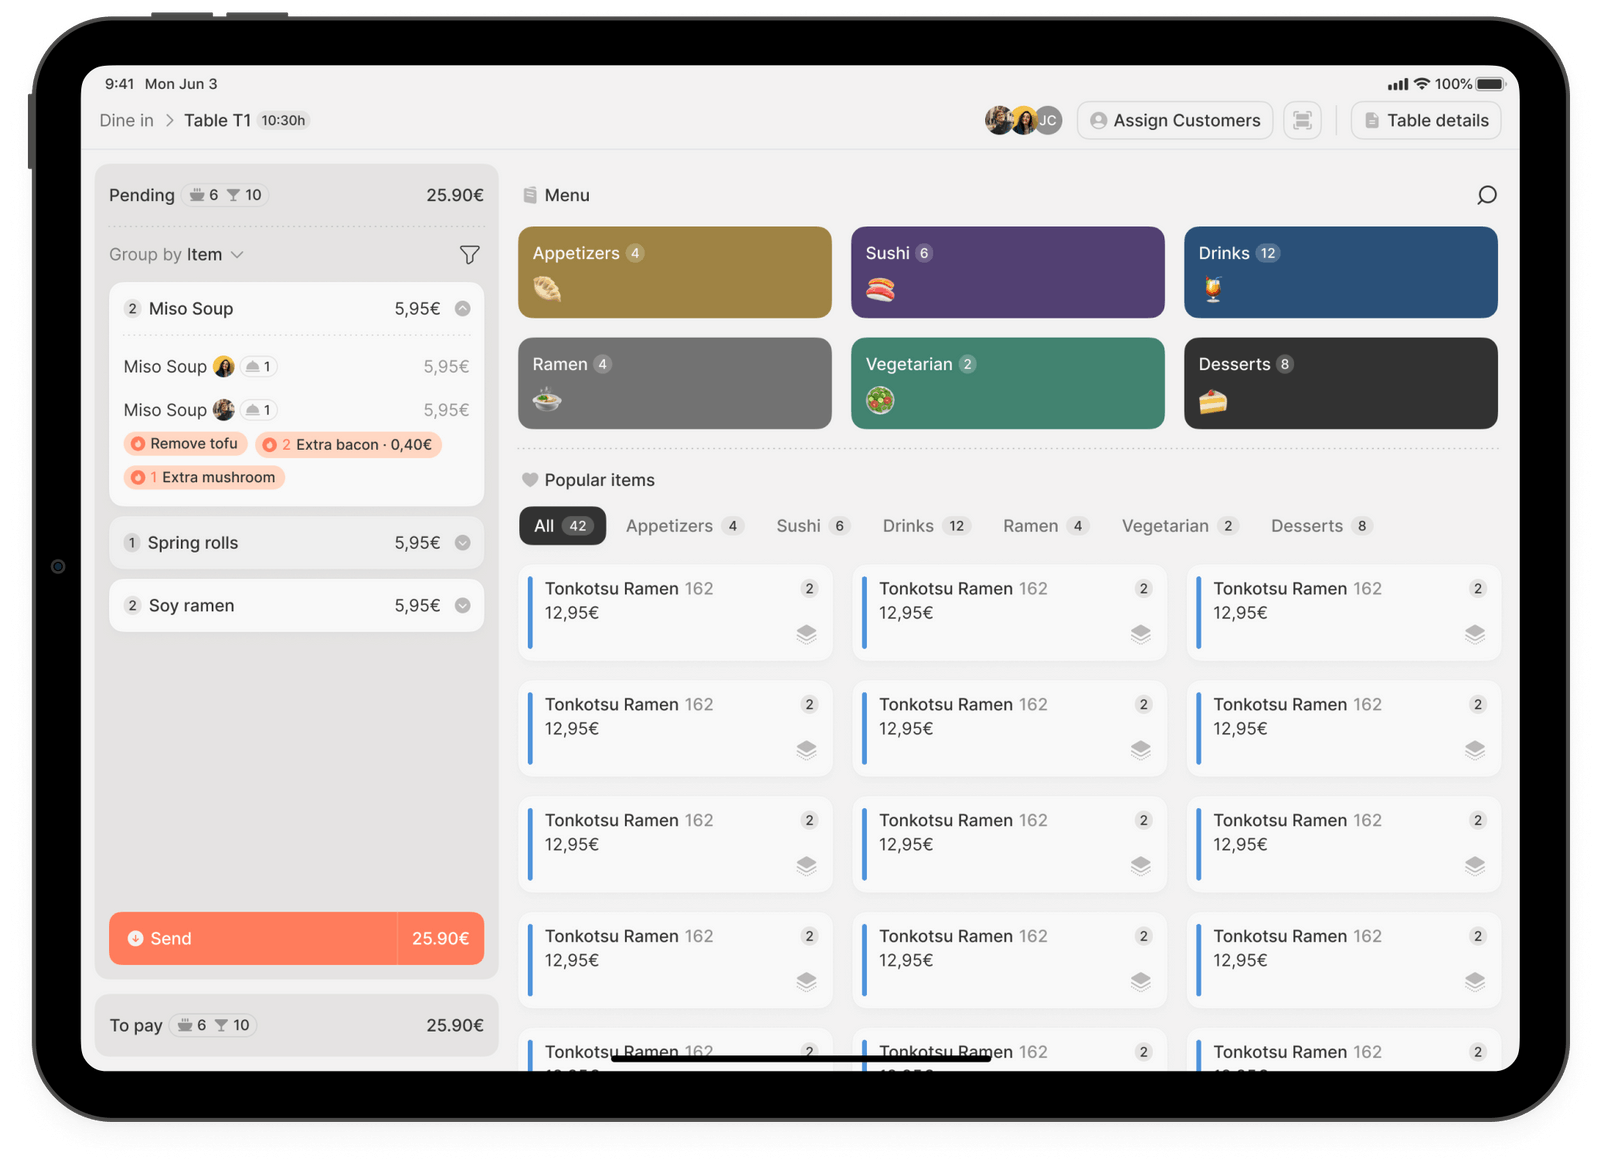 9:41 Mon Jun 3
100%
Dine in > Table T1 10:30h
JC
Assign Customers
Table details
Pending 6 10 25.90€
Group by Item
2 Miso Soup 5,95€
Miso Soup 1 5,95€
Miso Soup 1 5,95€
Remove tofu 2 Extra bacon · 0,40€
1 Extra mushroom
1 Spring rolls 5,95€
2 Soy ramen 5,95€
Send 25.90€
To pay 6 10 25.90€
Menu
Appetizers 4
Sushi 6
Drinks 12
Ramen 4
Vegetarian 2
Desserts 8
Popular items
All 42 Appetizers 4 Sushi 6 Drinks 12 Ramen 4 Vegetarian 2 Desserts 8
Tonkotsu Ramen 162 2
12,95€
Tonkotsu Ramen 162 2
12,95€
Tonkotsu Ramen 162 2
12,95€
Tonkotsu Ramen 162 2
12,95€
Tonkotsu Ramen 162 2
12,95€
Tonkotsu Ramen 162 2
12,95€
Tonkotsu Ramen 162 2
12,95€
Tonkotsu Ramen 162 2
12,95€
Tonkotsu Ramen 162 2
12,95€
Tonkotsu Ramen 162 2
12,95€
Tonkotsu Ramen 162 2
12,95€
Tonkotsu Ramen 162 2
12,95€
Tonkotsu Ramen 162 2
Tonkotsu Ramen 162 2
Tonkotsu Ramen 162 2